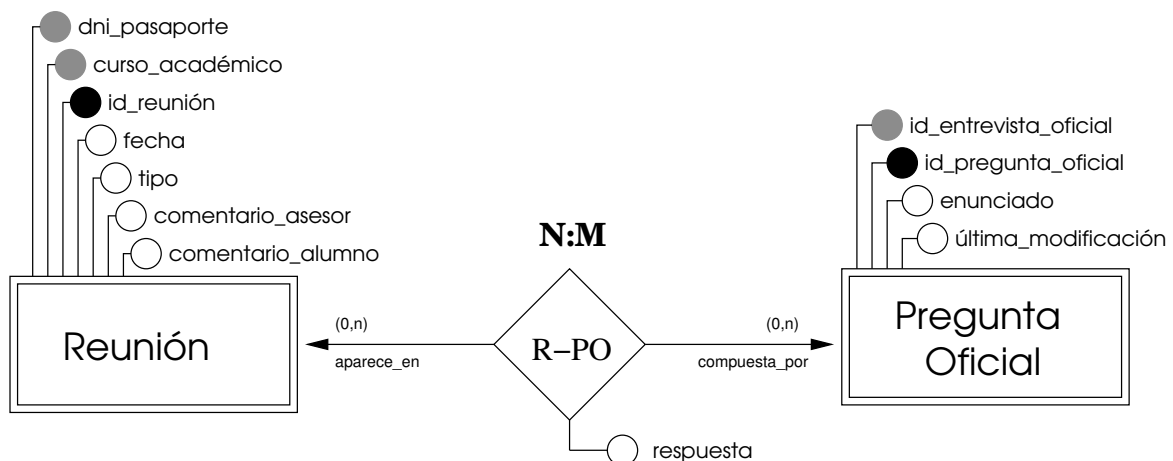 dni_pasaporte
curso_académico
id_reunión
fecha
tipo
comentario_asesor
comentario_alumno
Reunión
N:M
(0,n)
aparece_en
R–PO
(0,n)
compuesta_por
respuesta
id_entrevista_oficial
id_pregunta_oficial
enunciado
última_modificación
Pregunta
Oficial